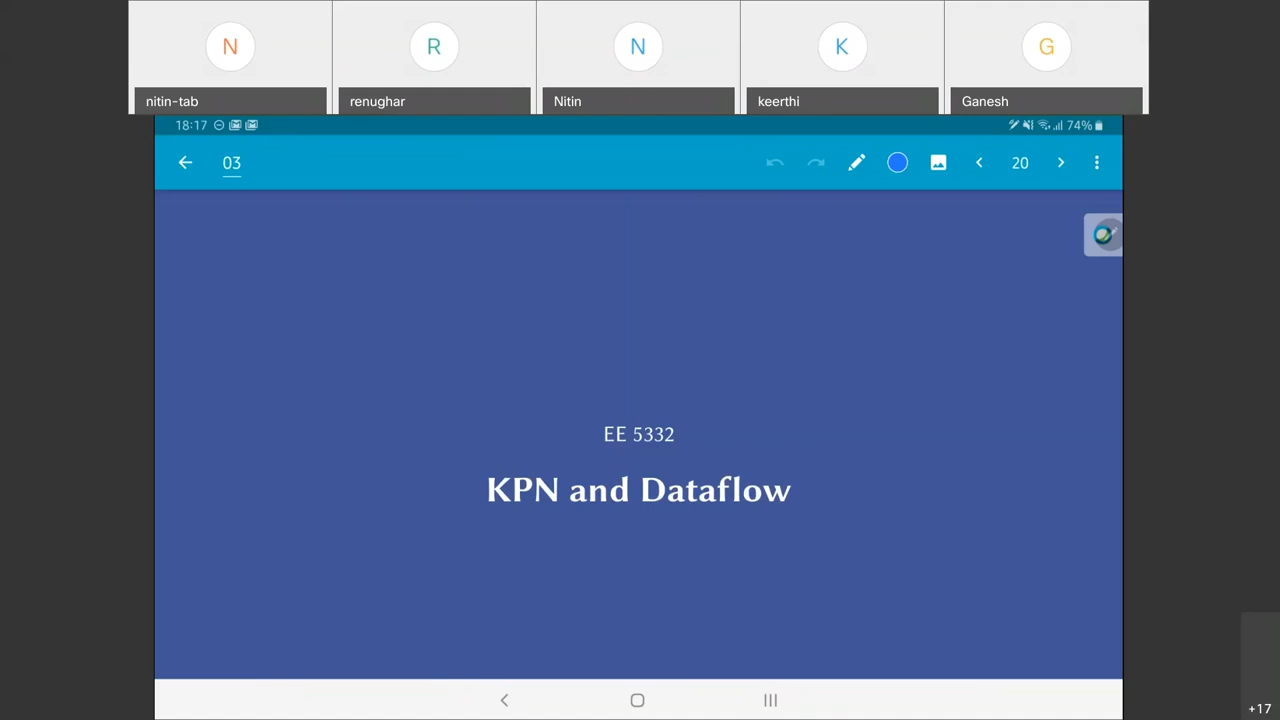 N
R
N
K
G
nitin-tab
renughar
Nitin
keerthi
Ganesh
18:17
74%
03
20
EE 5332
KPN and Dataflow
+17